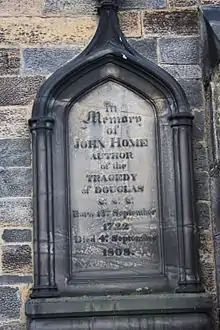 In
Memory
of
JOHN HOME
AUTHOR
of the
TRAGEDY
of DOUGLAS
&. &. &.
Born 13th September
1722
Died 4th September
1808.